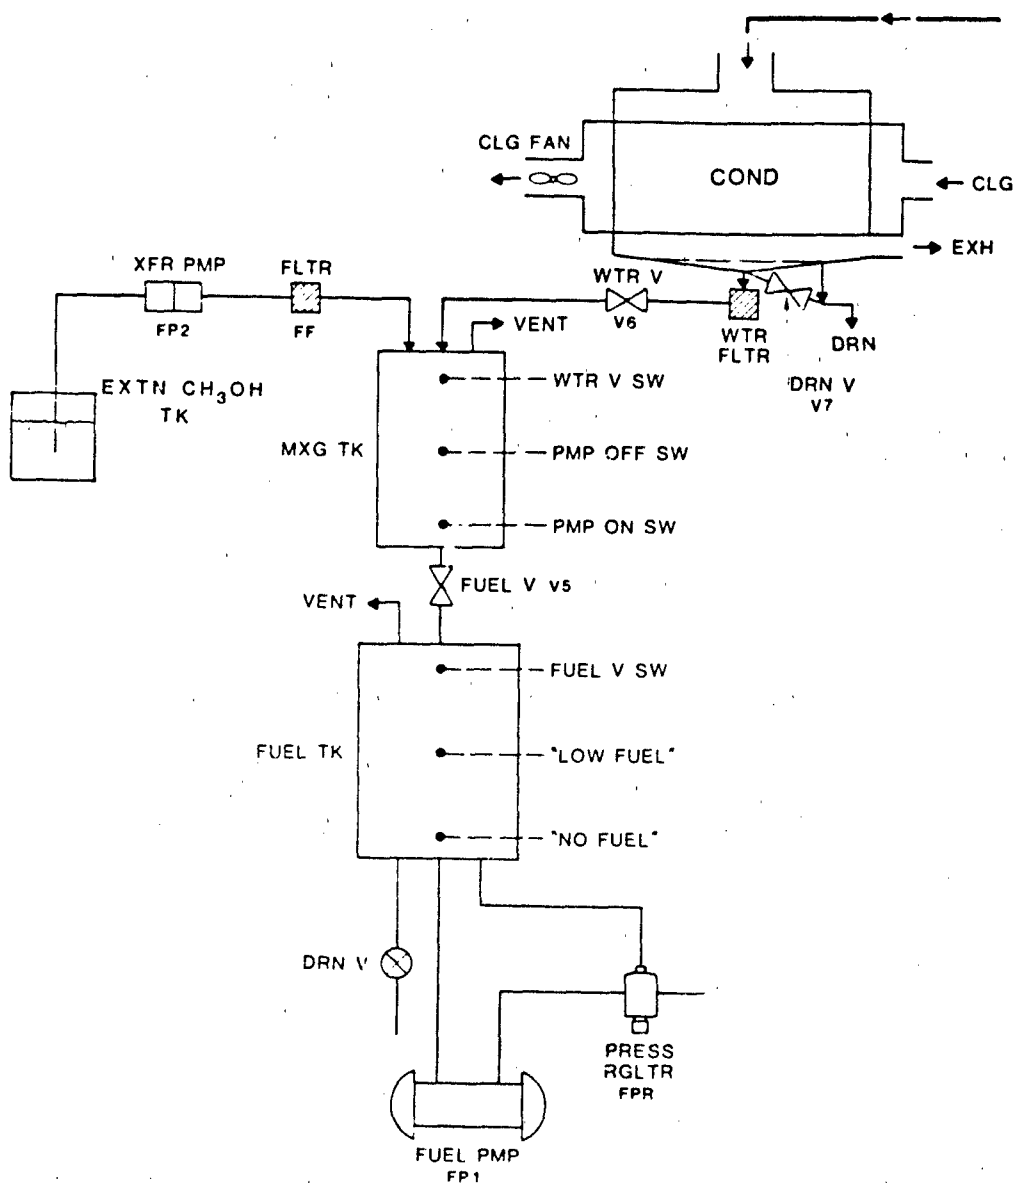 CLG FAN
COND
CLG
EXH
XFR PMP
FP2
FLTR
FF
WTR V
V6
WTR
FLTR
DRN
DRN V
V7
VENT
EXTN CH₃OH
TK
WTR V SW
MXG TK
PMP OFF SW
PMP ON SW
FUEL V V5
VENT
FUEL V SW
FUEL TK
"LOW FUEL"
"NO FUEL"
DRN V
PRESS
RGLTR
FPR
FUEL PMP
FP1